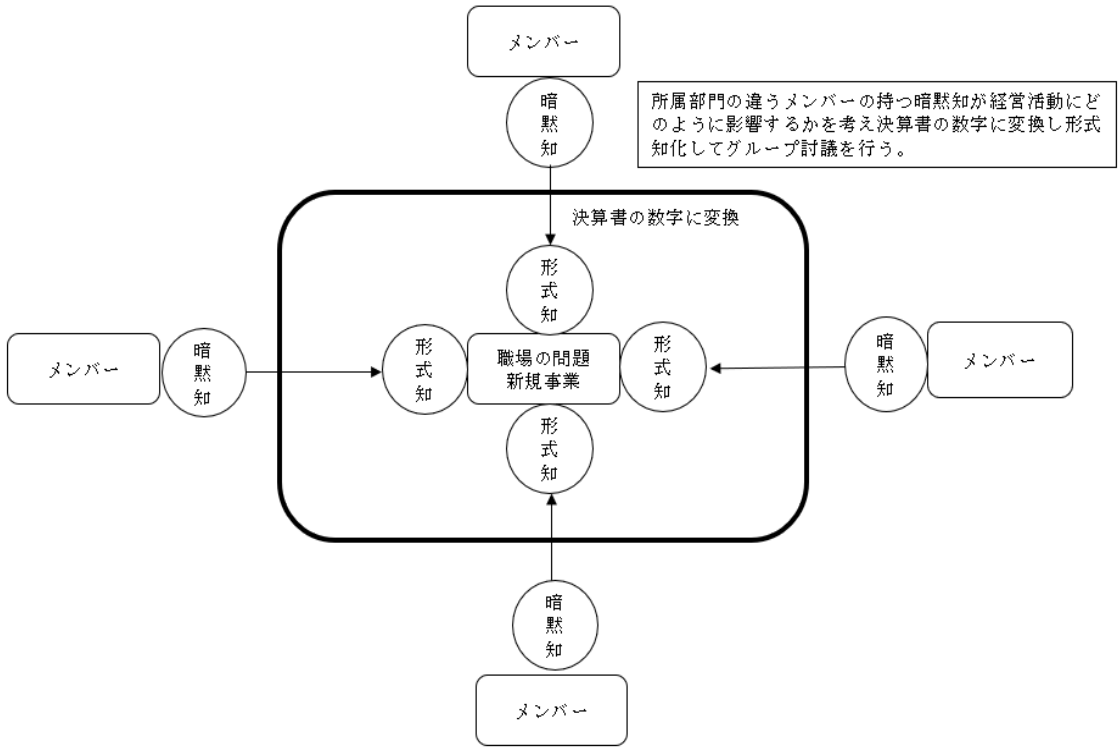 メンバー
暗
黙
知
所属部門の違うメンバーの持つ暗黙知が経営活動にど
のように影響するかを考え決算書の数字に変換し形式
知化してグループ討議を行う。
決算書の数字に変換
形
式
知
メンバー
暗
黙
知
形
式
知
職場の問題
新規事業
形
式
知
暗
黙
知
メンバー
形
式
知
暗
黙
知
メンバー